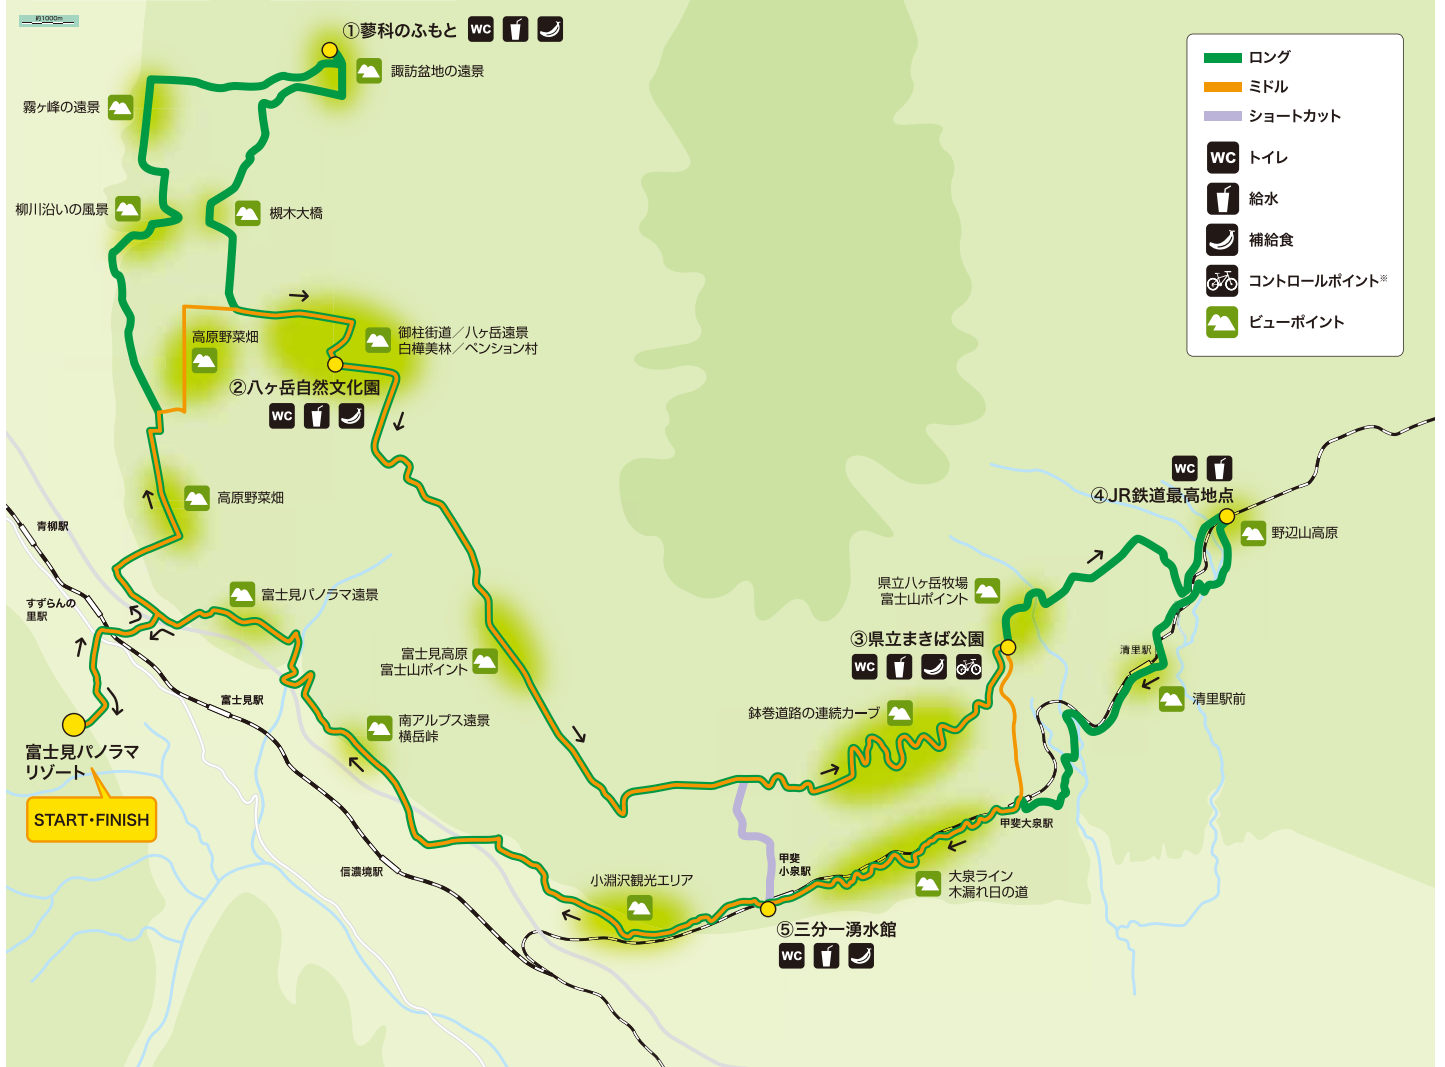 約1000m
①蓼科のふもと
WC
諏訪盆地の遠景
霧ヶ峰の遠景
柳川沿いの風景
槻木大橋
ロング
ミドル
ショートカット
WC
トイレ
給水
補給食
コントロールポイント※
ビューポイント
高原野菜畑
御柱街道／八ヶ岳遠景
白樺美林／ペンション村
②八ヶ岳自然文化園
WC
高原野菜畑
青柳駅
すずらんの
里駅
富士見パノラマ遠景
富士見高原
富士山ポイント
富士見駅
南アルプス遠景
横岳峠
富士見パノラマ
リゾート
START・FINISH
信濃境駅
小淵沢観光エリア
甲斐
小泉駅
⑤三分一湧水館
WC
大泉ライン
木漏れ日の道
甲斐大泉駅
鉢巻道路の連続カーブ
③県立まきば公園
WC
県立八ヶ岳牧場
富士山ポイント
WC
④JR鉄道最高地点
野辺山高原
清里駅
清里駅前